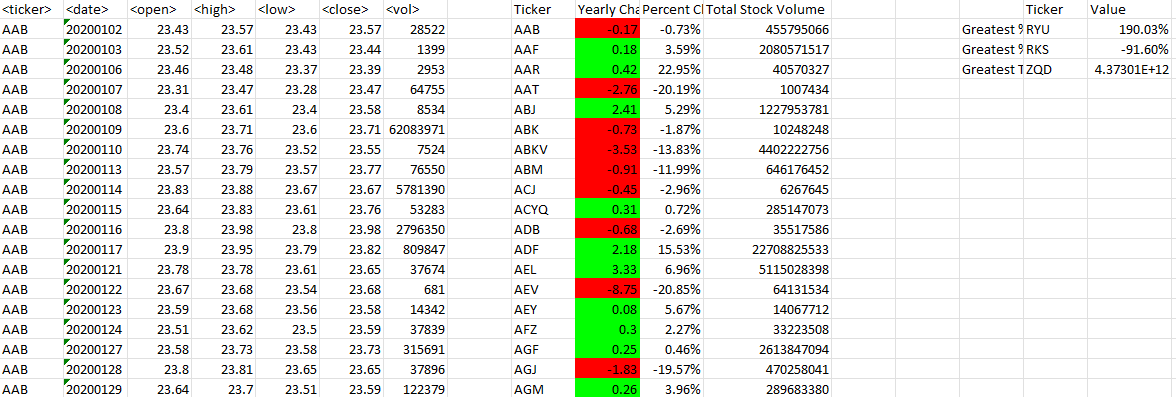 <ticker> <date> <open> <high> <low> <close> <vol> Ticker Yearly Cha Percent C Total Stock Volume Ticker Value
AAB 20200102 23.43 23.57 23.43 23.57 28522 AAB -0.17 -0.73% 455795066 Greatest % RYU 190.03%
AAB 20200103 23.52 23.61 23.43 23.44 1399 AAF 0.18 3.59% 2080571517 Greatest % RKS -91.60%
AAB 20200106 23.46 23.48 23.37 23.39 2953 AAR 0.42 22.95% 40570327 Greatest T ZQD 4.37301E+12
AAB 20200107 23.31 23.47 23.28 23.47 64755 AAT -2.76 -20.19% 1007434
AAB 20200108 23.4 23.61 23.4 23.58 8534 ABJ 2.41 5.29% 1227953781
AAB 20200109 23.6 23.71 23.6 23.71 62083971 ABK -0.73 -1.87% 10248248
AAB 20200110 23.74 23.76 23.52 23.55 7524 ABKV -3.53 -13.83% 4402222756
AAB 20200113 23.57 23.79 23.57 23.77 76550 ABM -0.91 -11.99% 646176452
AAB 20200114 23.83 23.88 23.67 23.67 5781390 ACJ -0.45 -2.96% 6267645
AAB 20200115 23.64 23.83 23.61 23.76 53283 ACYQ 0.31 0.72% 285147073
AAB 20200116 23.8 23.98 23.8 23.98 2796350 ADB -0.68 -2.69% 35517586
AAB 20200117 23.9 23.95 23.79 23.82 809847 ADF 2.18 15.53% 22708825533
AAB 20200121 23.78 23.78 23.61 23.65 37674 AEL 3.33 6.96% 5115028398
AAB 20200122 23.67 23.68 23.54 23.68 681 AEV -8.75 -20.85% 64131534
AAB 20200123 23.59 23.68 23.56 23.58 14342 AEY 0.08 5.67% 14067712
AAB 20200124 23.51 23.62 23.5 23.59 37839 AFZ 0.3 2.27% 33223508
AAB 20200127 23.58 23.73 23.58 23.73 315691 AGF 0.25 0.46% 2613847094
AAB 20200128 23.8 23.81 23.65 23.65 37896 AGJ -1.83 -19.57% 470258041
AAB 20200129 23.64 23.7 23.51 23.59 122379 AGM 0.26 3.96% 289683380